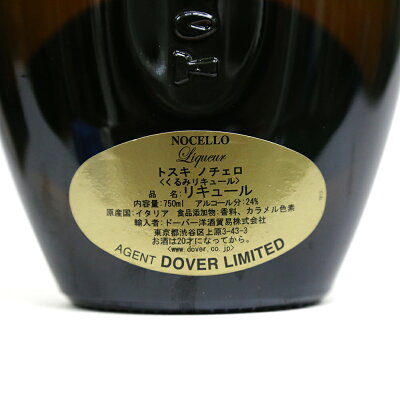 NOCELLO
Liqueur
トスキ ノチェロ
<くるみリキュール>
品 名:リキュール
内容量:750ml アルコール分:24%
原産国:イタリア 食品添加物:香料、カラメル色素
輸入者:ドーバー洋酒貿易株式会社
東京都渋谷区上原3-43-3
お酒は20才になってから。
<www.dover.co.jp>
AGENT DOVER LIMITED